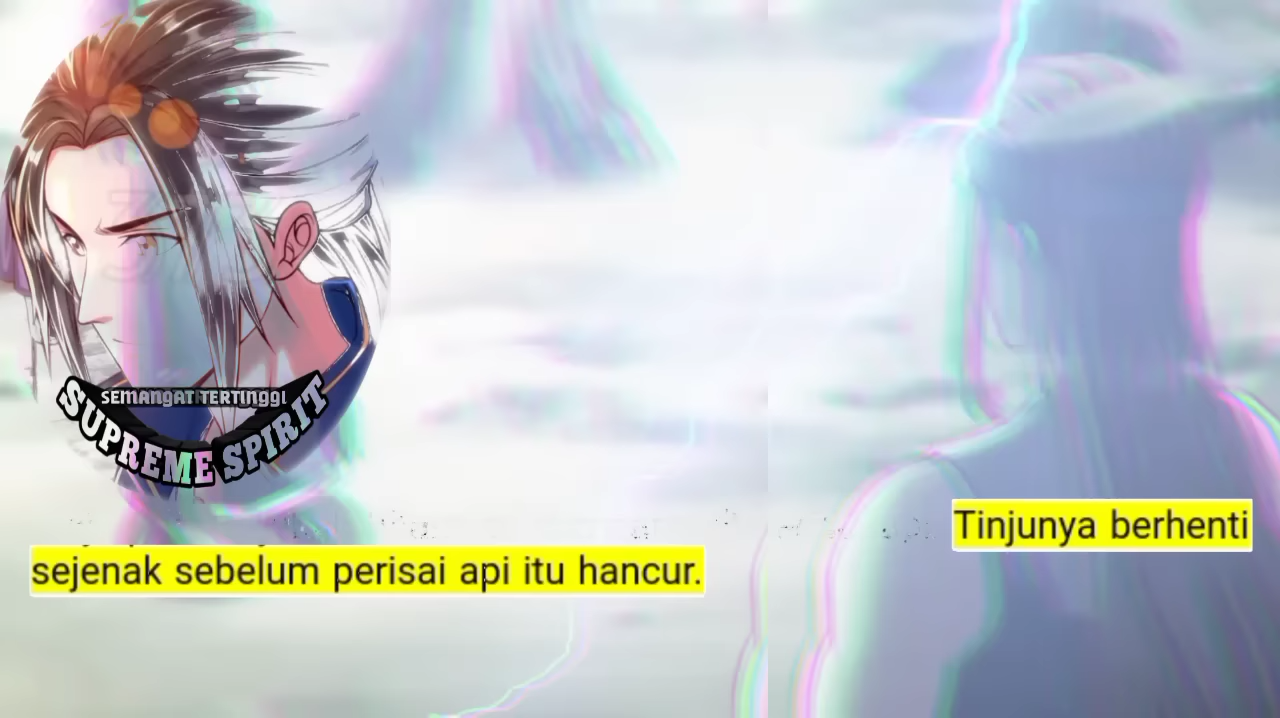 SEMANGAT TERTINGGI
SUPREME SPIRIT
Tinjunya berhenti
sejenak sebelum perisai api itu hancur.